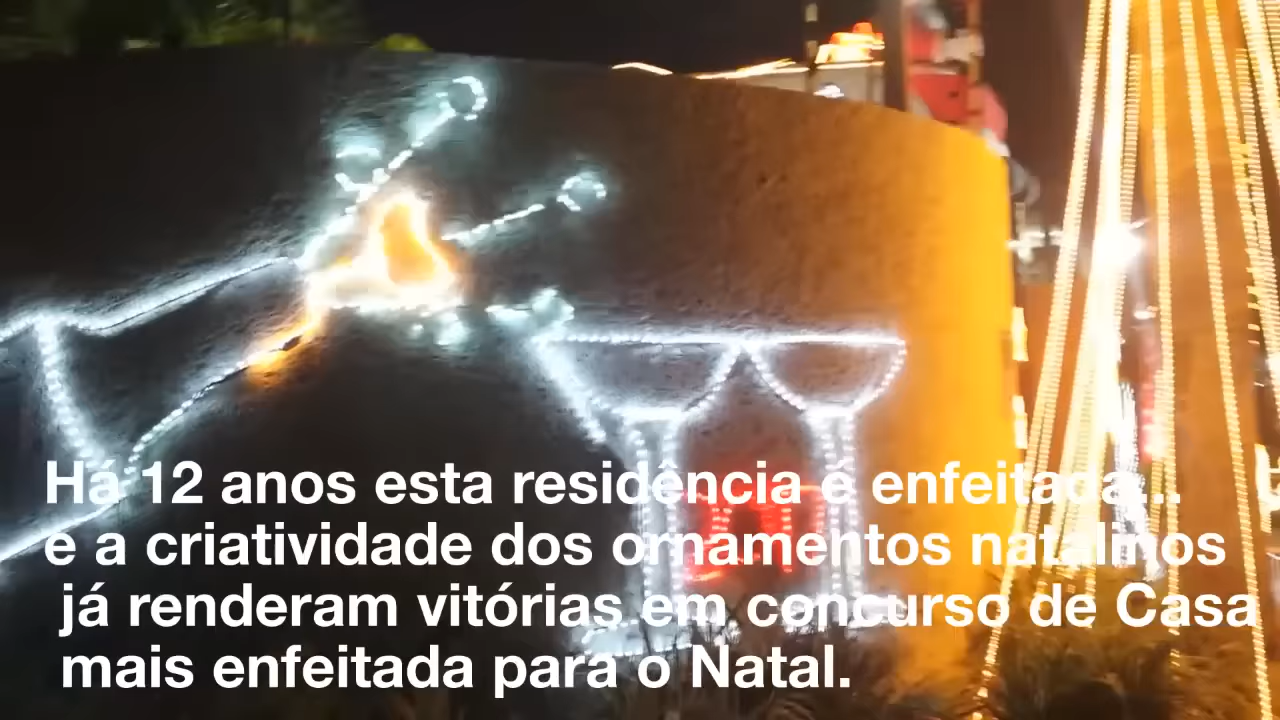 Há 12 anos esta residência é enfeitada...
e a criatividade dos ornamentos natalinos
já renderam vitórias em concurso de Casa
mais enfeitada para o Natal.